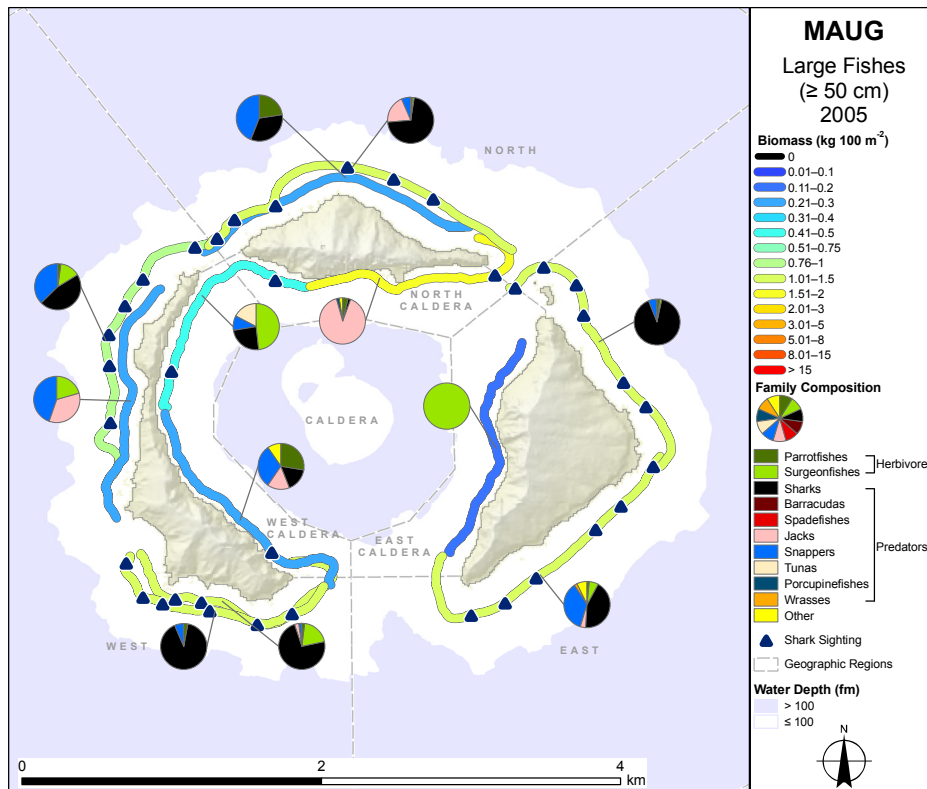 MAUG
Large Fishes
(≥ 50 cm)
2005
Biomass (kg 100 m⁻²)
0
0.01–0.1
0.11–0.2
0.21–0.3
0.31–0.4
0.41–0.5
0.51–0.75
0.76–1
1.01–1.5
1.51–2
2.01–3
3.01–5
5.01–8
8.01–15
> 15
Family Composition
Parrotfishes
Surgeonfishes
Herbivore
Sharks
Barracudas
Spadefishes
Jacks
Snappers
Tunas
Porcupinefishes
Wrasses
Predators
Other
Shark Sighting
Geographic Regions
Water Depth (fm)
> 100
≤ 100
N
NORTH
NORTH
CALDERA
CALDERA
WEST
CALDERA
EAST
CALDERA
WEST
EAST
0
2
4
km